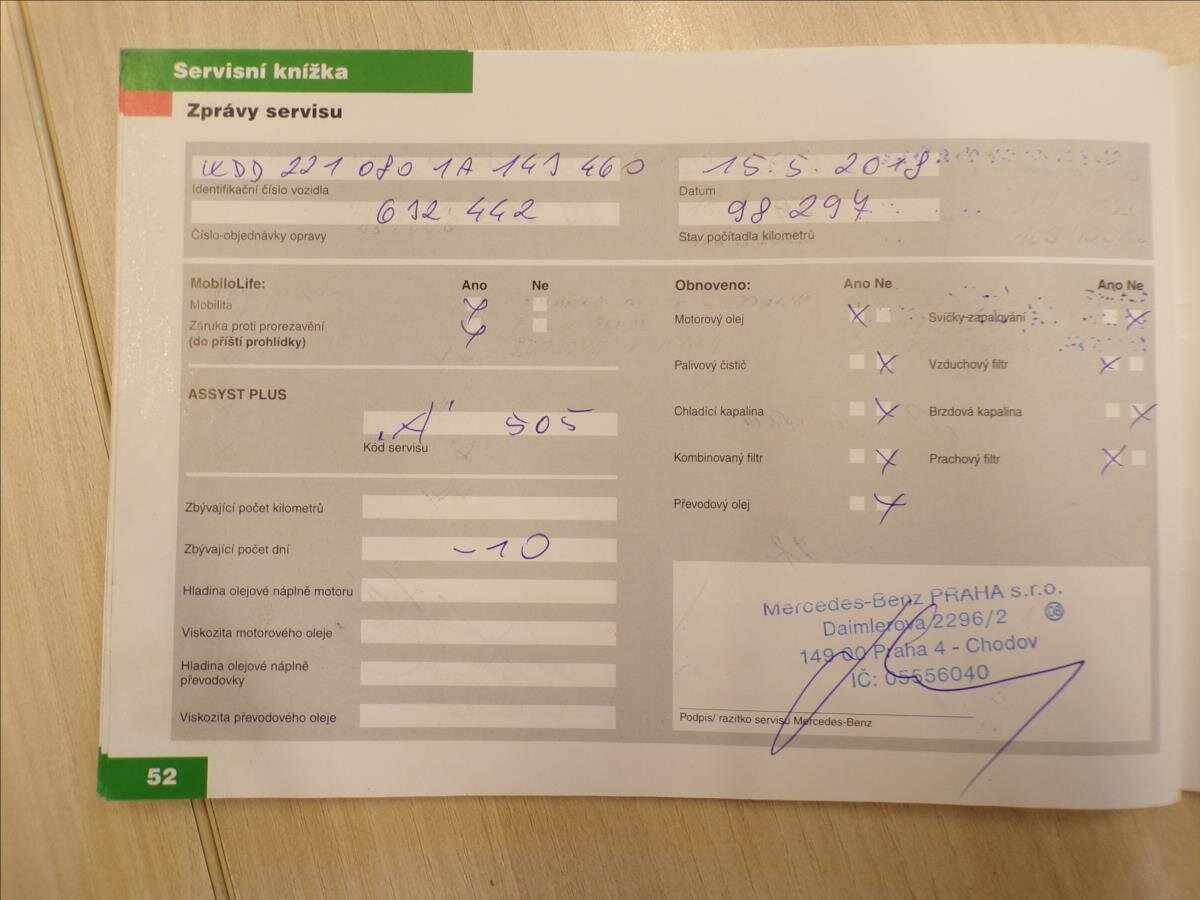 Servisní knížka
Zprávy servisu
WDD 221 080 1A 149 460
Identifikační číslo vozidla
612 442
Číslo-objednávky opravy
15.5.2019
Datum
98 297
Stav počítadla kilometrů
MobiloLife: Ano Ne
Mobilita
Záruka proti prorezavění
(do příští prohlídky)
ASSYST PLUS
"A" 505
Kód servisu
Zbývající počet kilometrů
Zbývající počet dní -10
Hladina olejové náplně motoru
Viskozita motorového oleje
Hladina olejové náplně
převodovky
Viskozita převodového oleje
Obnoveno: Ano Ne Ano Ne
Motorový olej Svíčky zapalování
Palivový čistič Vzduchový filtr
Chladící kapalina Brzdová kapalina
Kombinovaný filtr Prachový filtr
Převodový olej
Mercedes-Benz PRAHA s.r.o.
Daimlerova 2296/2 06
149 00 Praha 4 - Chodov
IČ: 05556040
Podpis/ razítko servisu Mercedes-Benz
52